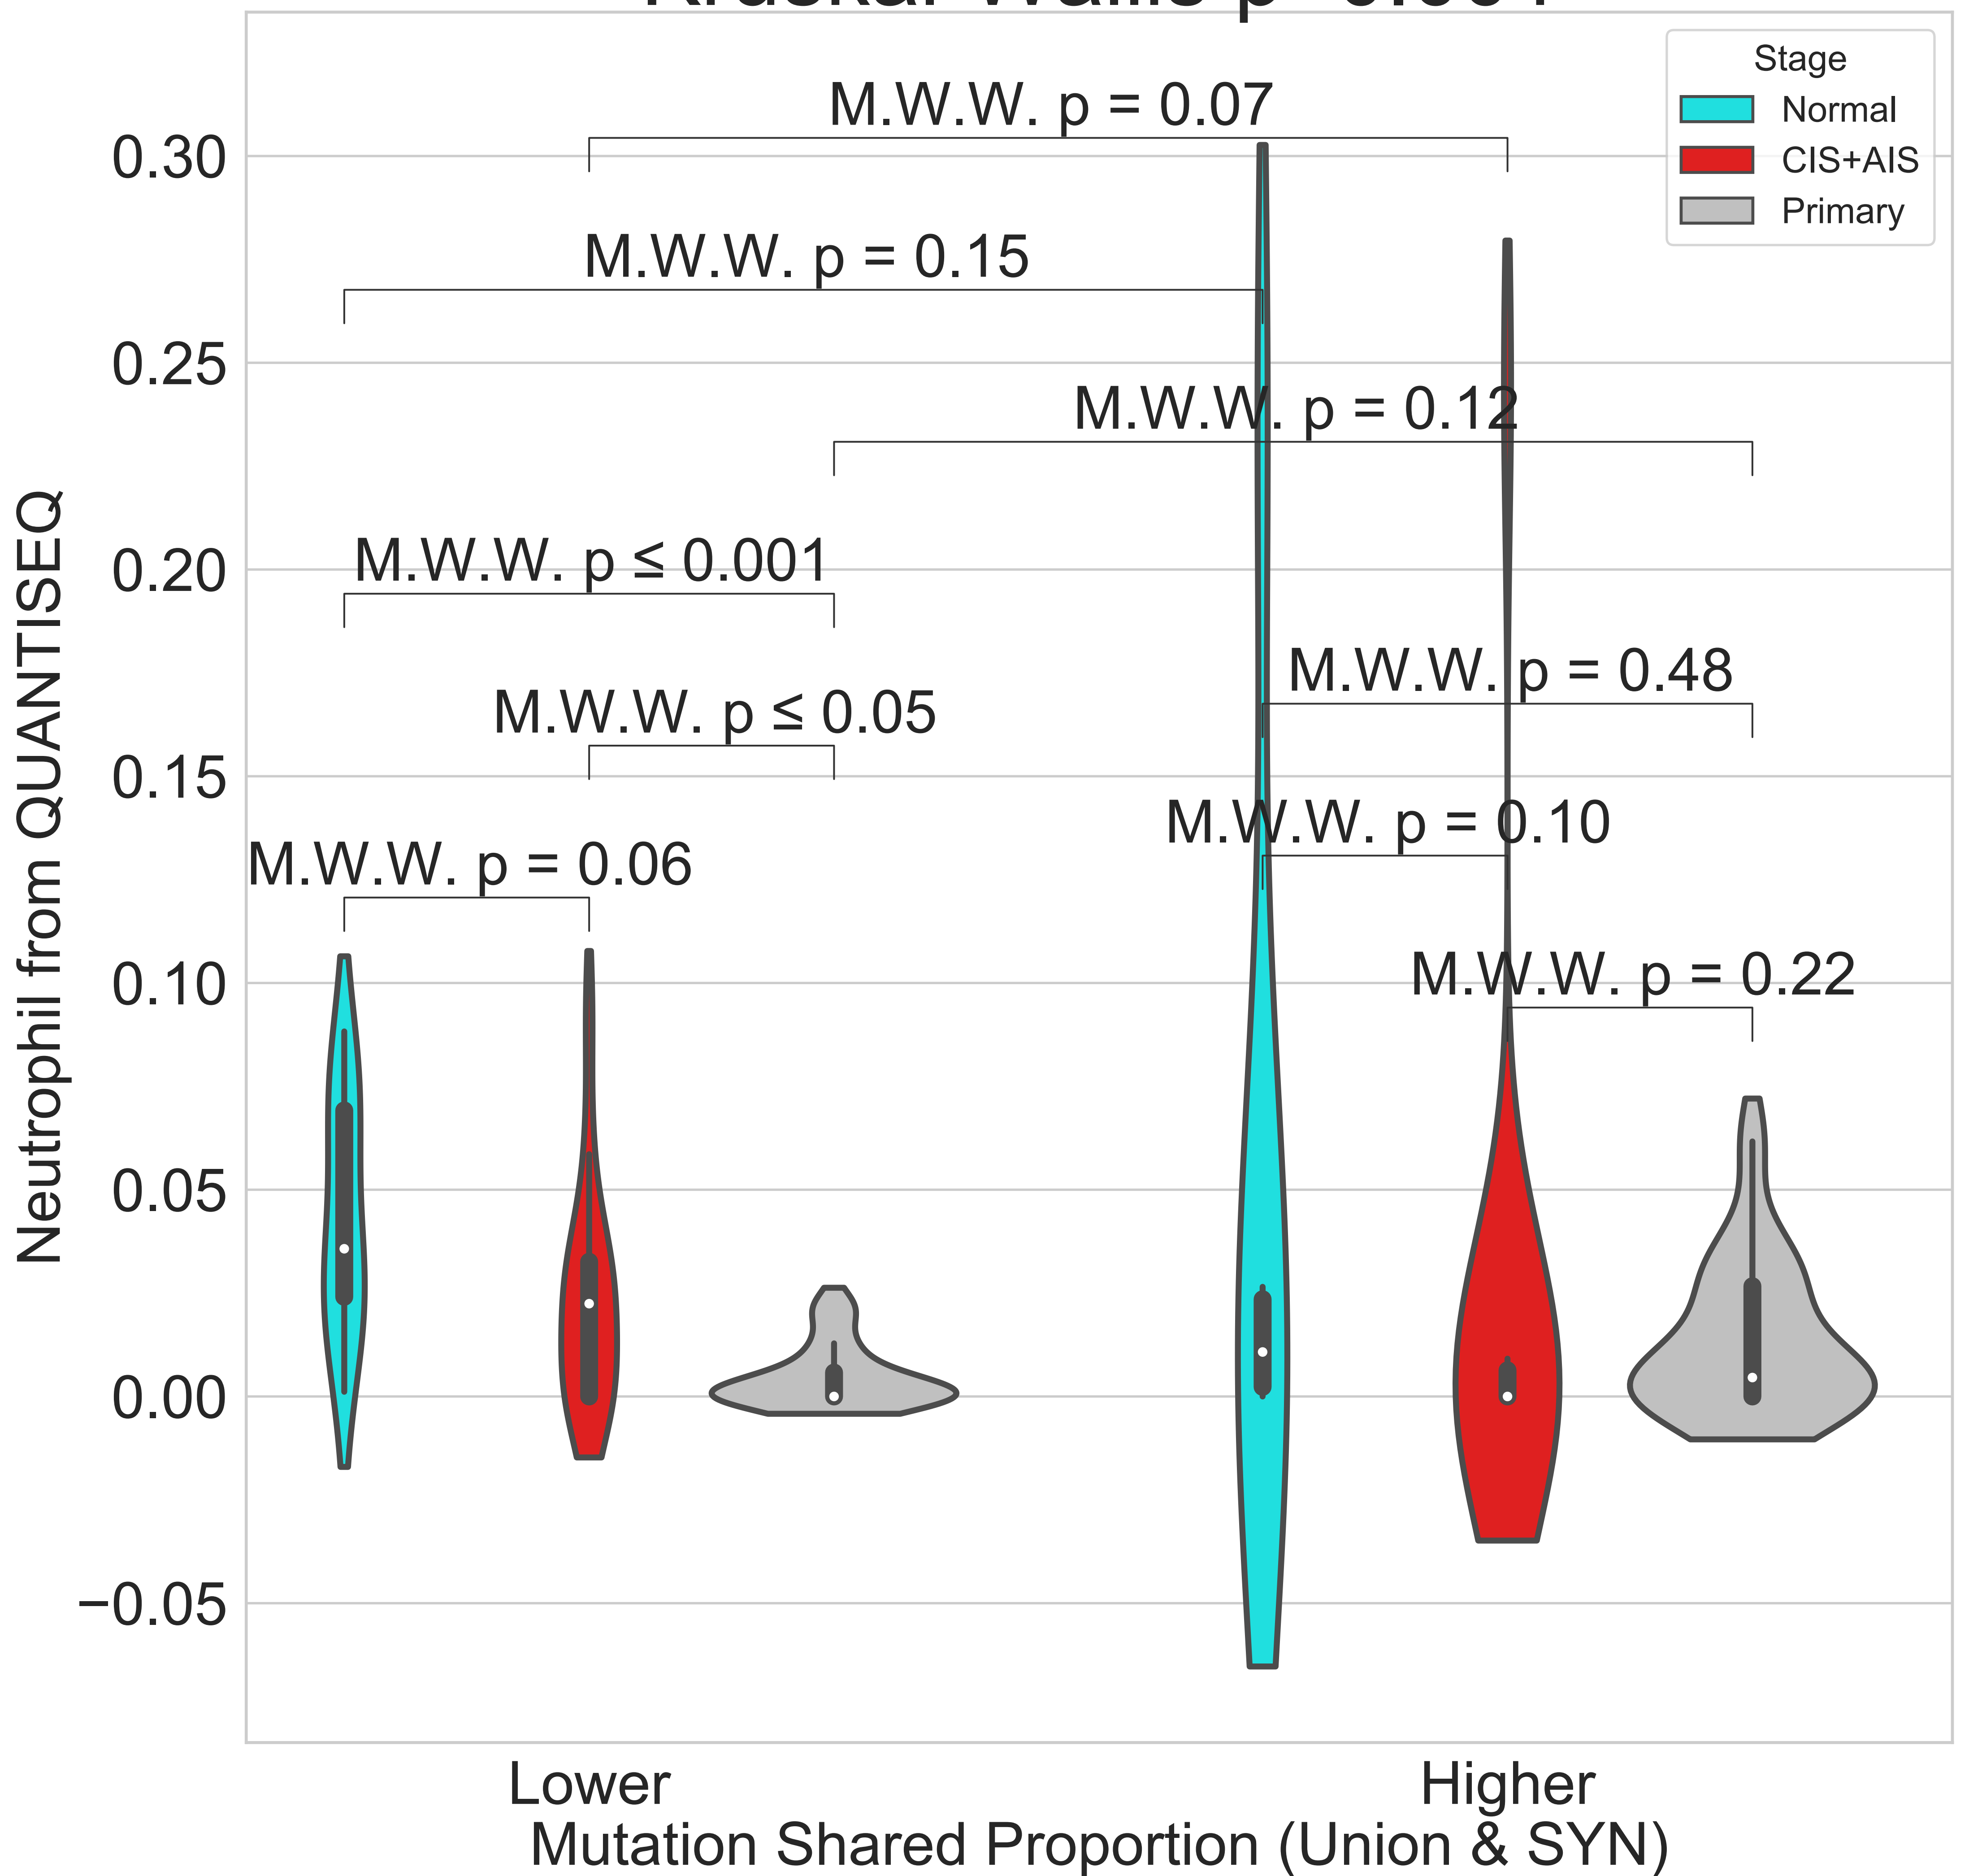 Stage
Normal
CIS+AIS
Primary
M.W.W. p = 0.07
M.W.W. p = 0.15
M.W.W. p = 0.12
M.W.W. p ≤ 0.001
M.W.W. p = 0.48
M.W.W. p ≤ 0.05
M.W.W. p = 0.10
M.W.W. p = 0.06
M.W.W. p = 0.22
0.30
0.25
0.20
0.15
0.10
0.05
0.00
−0.05
Neutrophil from QUANTISEQ
Lower
Higher
Mutation Shared Proportion (Union & SYN)